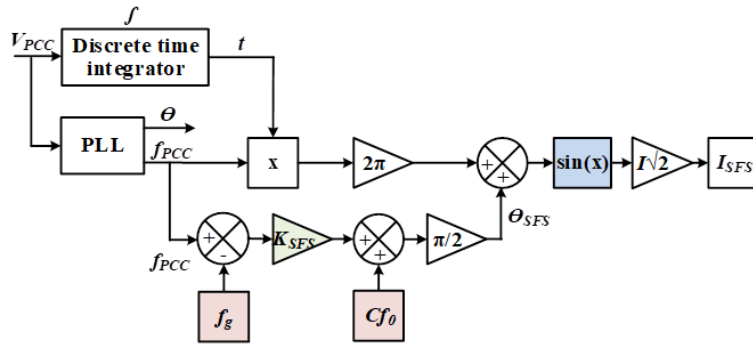 ∫
V_PCC
Discrete time
integrator
t
Θ
PLL
f_PCC
x
2π
+
+
sin(x)
I√2
I_SFS
Θ_SFS
f_PCC
+
-
K_SFS
+
+
π/2
f_g
Cf_0